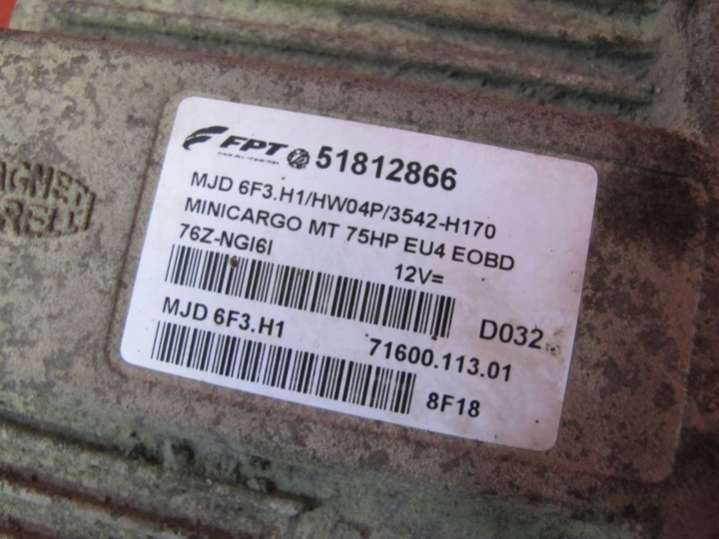 FPT 51812866
MJD 6F3.H1/HW04P/3542-H170
MINICARGO MT 75HP EU4 EOBD
76Z-NGI6I 12V=
D032
MJD 6F3.H1 71600.113.01
8F18